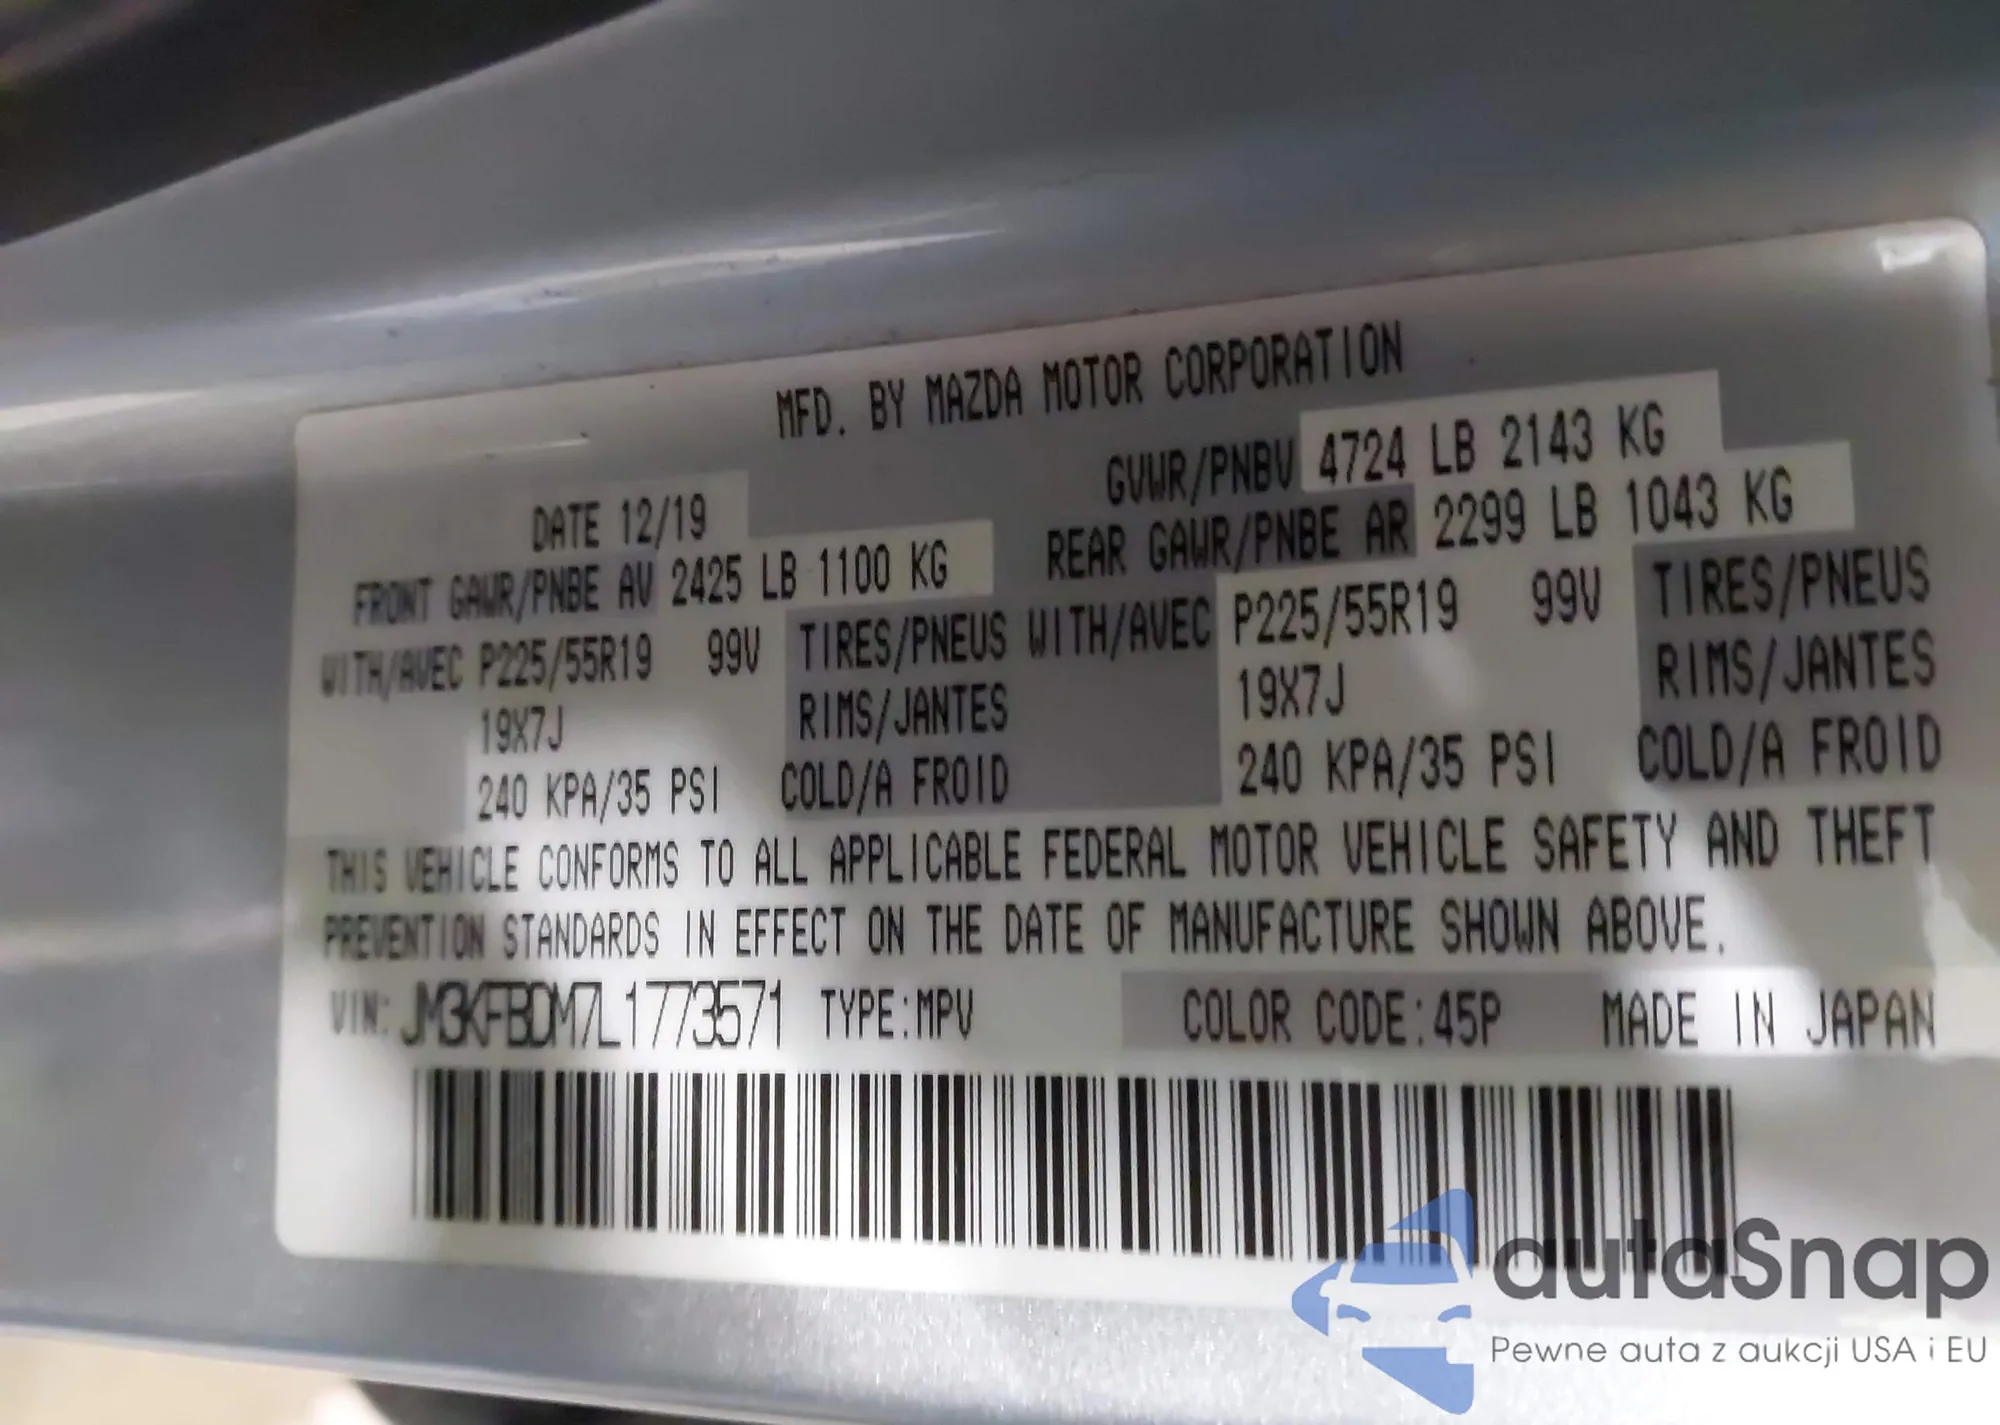 MFD. BY MAZDA MOTOR CORPORATION
DATE 12/19 GVWR/PNBV 4724 LB 2143 KG
FRONT GAWR/PNBE AV 2425 LB 1100 KG REAR GAWR/PNBE AR 2299 LB 1043 KG
WITH/AVEC P225/55R19 99V TIRES/PNEUS WITH/AVEC P225/55R19 99V TIRES/PNEUS
19X7J RIMS/JANTES 19X7J RIMS/JANTES
240 KPA/35 PSI COLD/A FROID 240 KPA/35 PSI COLD/A FROID
THIS VEHICLE CONFORMS TO ALL APPLICABLE FEDERAL MOTOR VEHICLE SAFETY AND THEFT
PREVENTION STANDARDS IN EFFECT ON THE DATE OF MANUFACTURE SHOWN ABOVE.
VIN: JM3KFBDM7L1773571 TYPE:MPV COLOR CODE:45P MADE IN JAPAN
autoSnap
Pewne auta z aukcji USA i EU